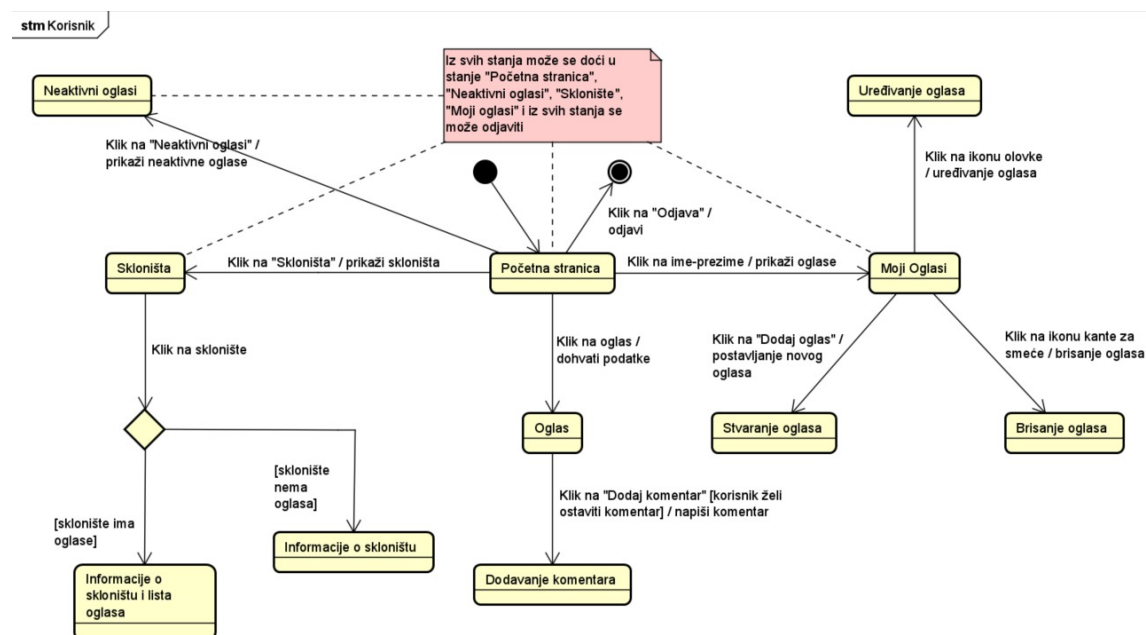 stm Korisnik
Iz svih stanja može se doći u
stanje "Početna stranica",
"Neaktivni oglasi", "Sklonište",
"Moji oglasi" i iz svih stanja se
može odjaviti
Neaktivni oglasi
Uređivanje oglasa
Klik na "Neaktivni oglasi" /
prikaži neaktivne oglase
Klik na ikonu olovke
/ uređivanje oglasa
Klik na "Odjava" /
odjavi
Skloništa
Klik na "Skloništa" / prikaži skloništa
Početna stranica
Klik na ime-prezime / prikaži oglase
Moji Oglasi
Klik na sklonište
Klik na oglas /
dohvati podatke
Klik na "Dodaj oglas" /
postavljanje novog
oglasa
Klik na ikonu kante za
smeće / brisanje oglasa
Oglas
Stvaranje oglasa
Brisanje oglasa
[sklonište
nema
oglasa]
Klik na "Dodaj komentar" [korisnik želi
ostaviti komentar] / napiši komentar
[sklonište ima
oglase]
Informacije o skloništu
Informacije o
skloništu i lista
oglasa
Dodavanje komentara